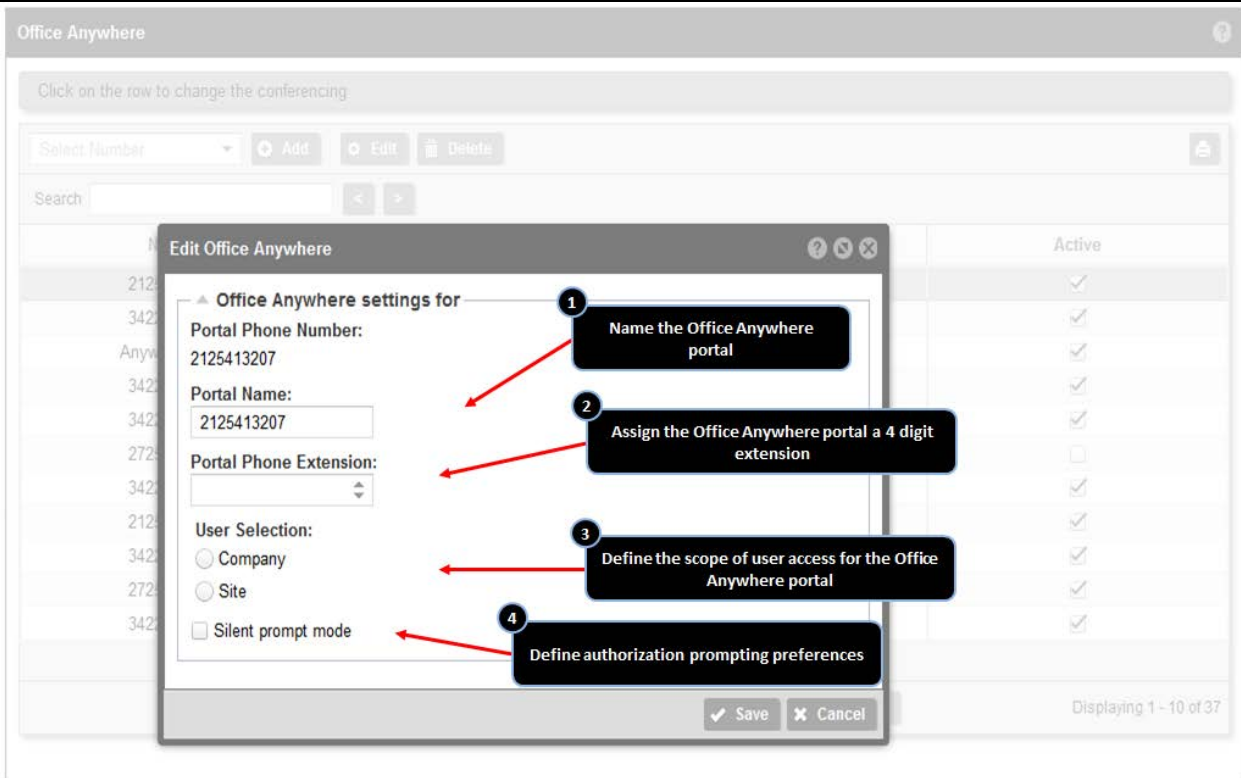 Office Anywhere
Click on the row to change the conferencing
Select Number Add Edit Delete
Search < >
Active
Edit Office Anywhere
Office Anywhere settings for
Portal Phone Number:
2125413207
Portal Name:
2125413207
Portal Phone Extension:
User Selection:
Company
Site
Silent prompt mode
1
Name the Office Anywhere
portal
2
Assign the Office Anywhere portal a 4 digit
extension
3
Define the scope of user access for the Office
Anywhere portal
4
Define authorization prompting preferences
Save Cancel
Displaying 1 - 10 of 37